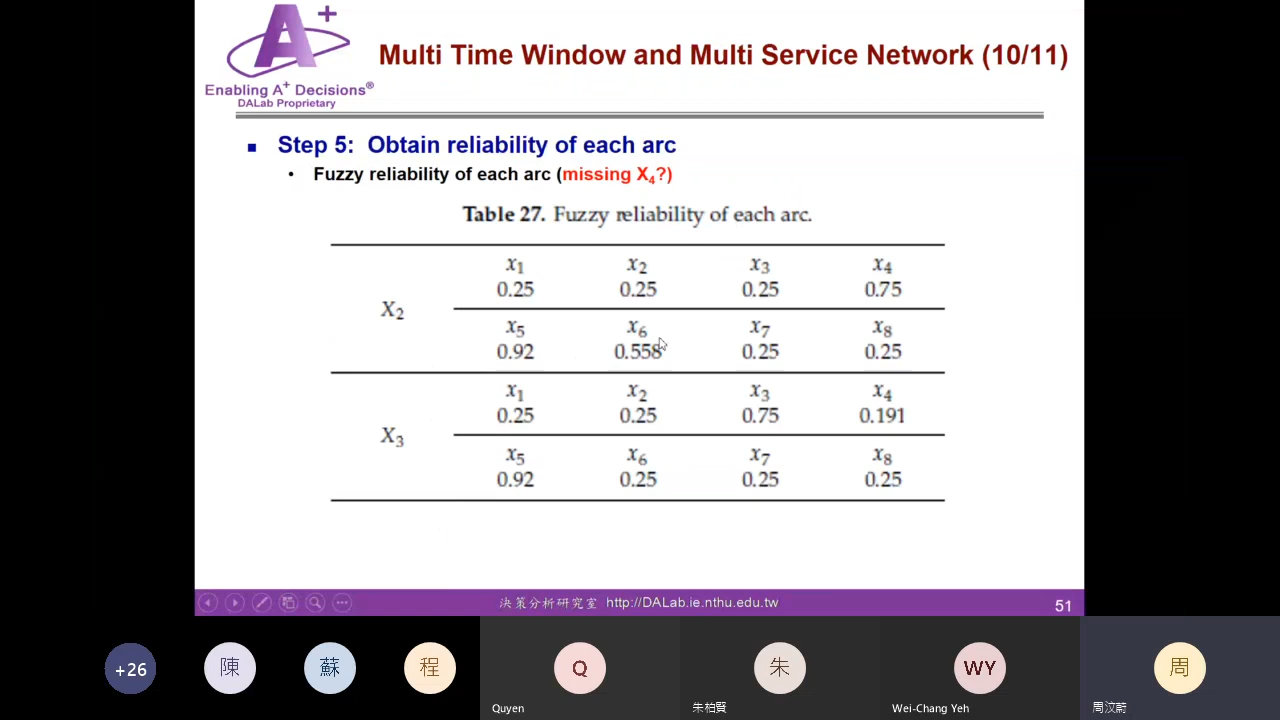 A+
Enabling A+ Decisions®
DALab Proprietary
Multi Time Window and Multi Service Network (10/11)
Step 5: Obtain reliability of each arc
• Fuzzy reliability of each arc (missing X4?)
Table 27. Fuzzy reliability of each arc.
x1 x2 x3 x4
0.25 0.25 0.25 0.75
X2
x5 x6 x7 x8
0.92 0.558 0.25 0.25
x1 x2 x3 x4
0.25 0.25 0.75 0.191
X3
x5 x6 x7 x8
0.92 0.25 0.25 0.25
決策分析研究室 http://DALab.ie.nthu.edu.tw
51
+26 陳 蘇 程 Q 朱 WY 周
Quyen 朱柏賢 Wei-Chang Yeh 周汶蔚